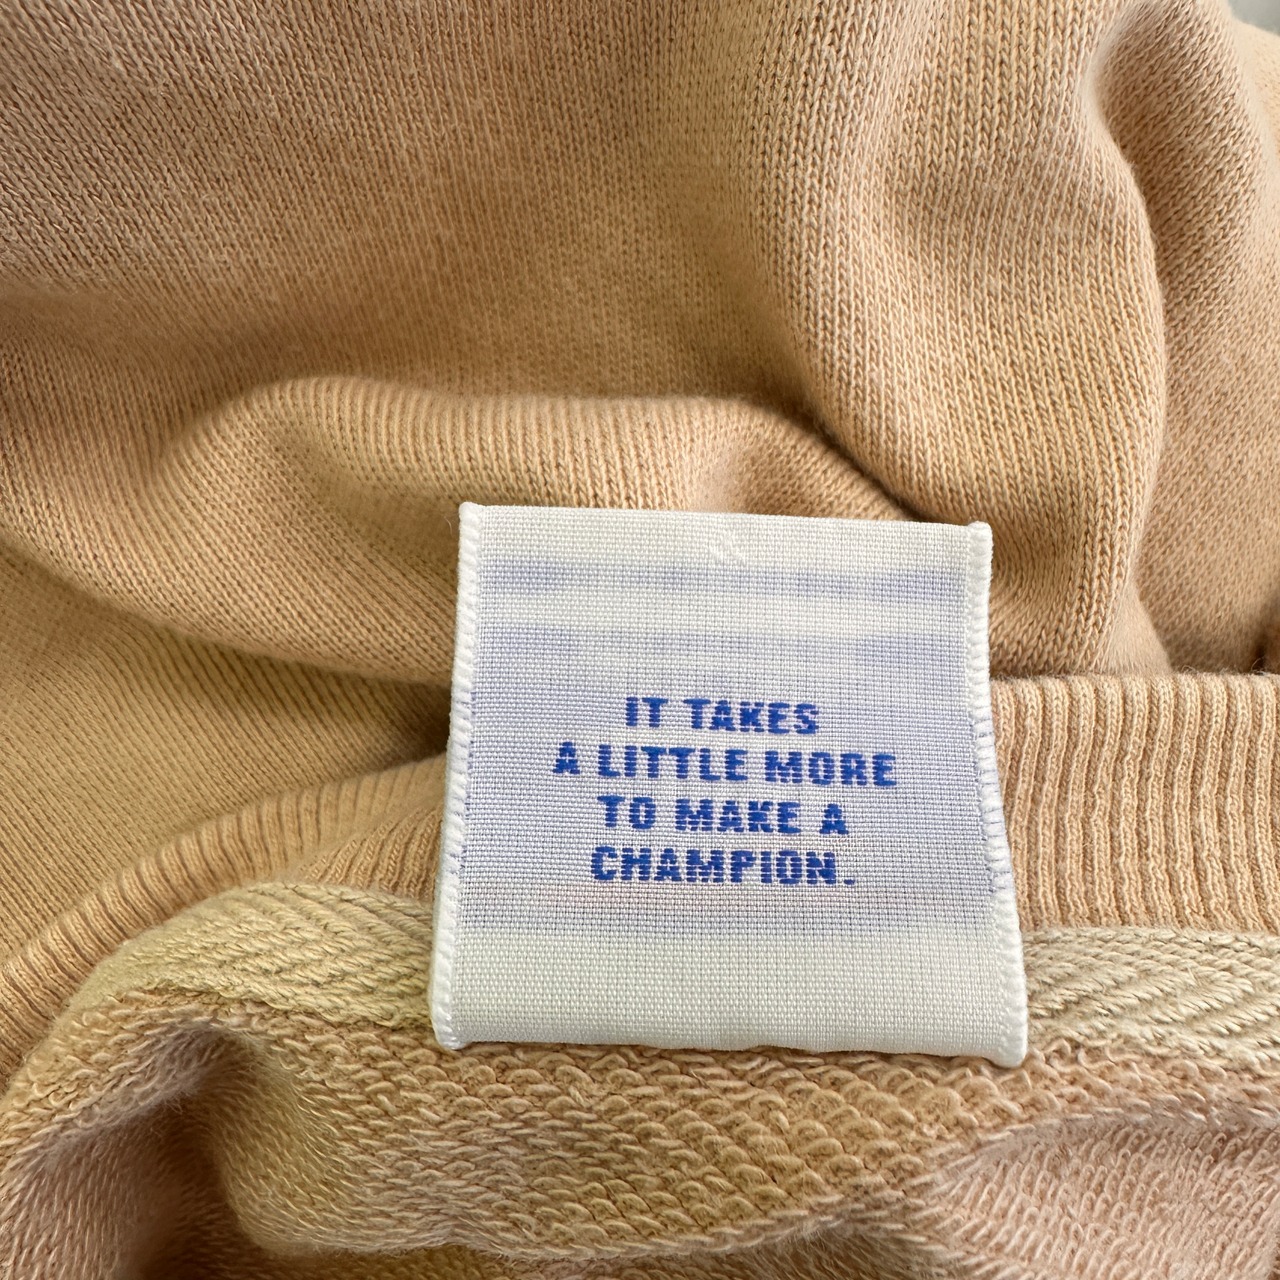 IT TAKES
A LITTLE MORE
TO MAKE A
CHAMPION.